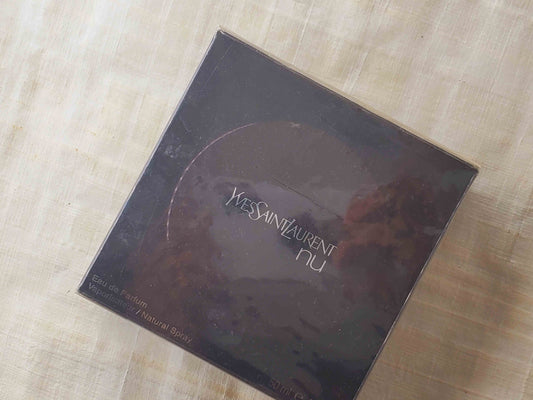 YVESSAINTLAURENT
nu
Eau de Parfum
Vaporisateur / Natural Spray
50 ml